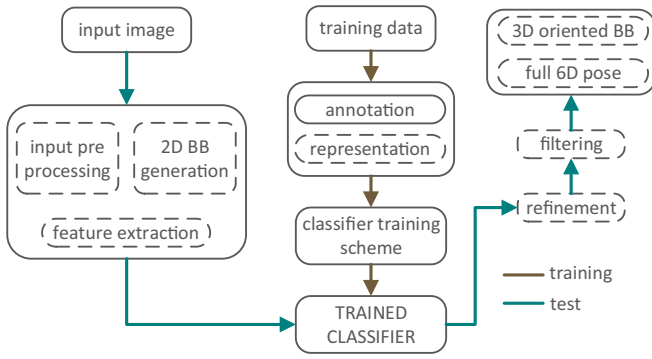 input image
input pre
processing
2D BB
generation
feature extraction
training data
annotation
representation
classifier training
scheme
TRAINED
CLASSIFIER
3D oriented BB
full 6D pose
filtering
refinement
training
test